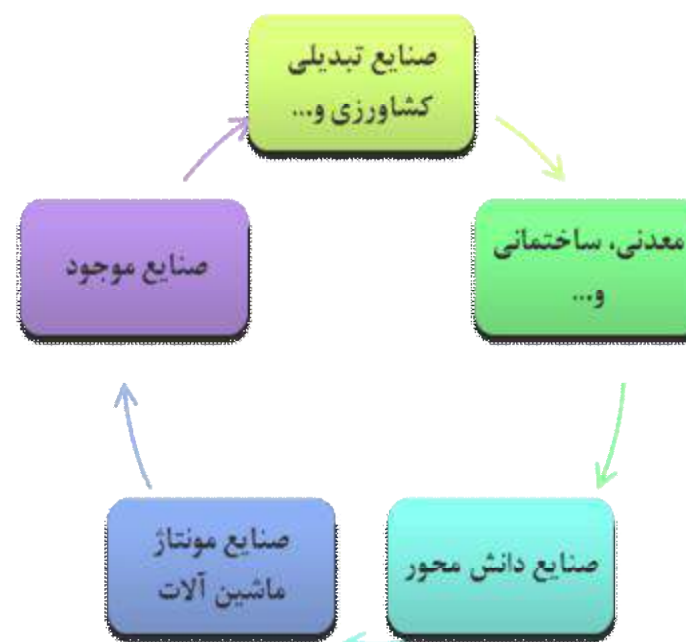 صنایع تبدیلی
کشاورزی و...
معدنی، ساختمانی
و...
صنایع دانش محور
صنایع مونتاژ
ماشین آلات
صنایع موجود